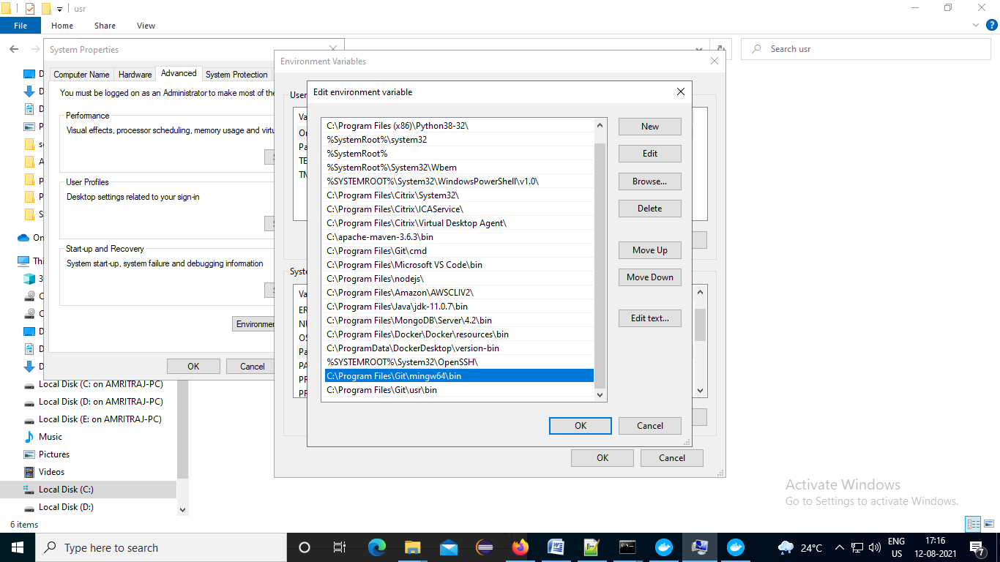 usr
File Home Share View
Search usr
System Properties
Computer Name Hardware Advanced System Protection
You must be logged on as an Administrator to make most of the
Performance
Visual effects, processor scheduling, memory usage and virtu
User Profiles
Desktop settings related to your sign-in
Start-up and Recovery
System start-up, system failure and debugging information
Environme
OK Cancel
Environment Variables
User
Va
Pa
TE
Syste
Va
NU
OS
Pa
PA
PR
OK Cancel
Edit environment variable
C:\Program Files (x86)\Python38-32\
%SystemRoot%\system32
%SystemRoot%
%SystemRoot%\System32\Wbem
%SYSTEMROOT%\System32\WindowsPowerShell\v1.0\
C:\Program Files\Citrix\System32\
C:\Program Files\Citrix\ICAService\
C:\Program Files\Citrix\Virtual Desktop Agent\
C:\apache-maven-3.6.3\bin
C:\Program Files\Git\cmd
C:\Program Files\Microsoft VS Code\bin
C:\Program Files\nodejs\
C:\Program Files\Amazon\AWSCLIV2\
C:\Program Files\Java\jdk-11.0.7\bin
C:\Program Files\MongoDB\Server\4.2\bin
C:\Program Files\Docker\Docker\resources\bin
C:\ProgramData\DockerDesktop\version-bin
%SYSTEMROOT%\System32\OpenSSH\
C:\Program Files\Git\mingw64\bin
C:\Program Files\Git\usr\bin
New
Edit
Browse...
Delete
Move Up
Move Down
Edit text...
OK Cancel
On
Thi
Local Disk (C: on AMRITRAJ-PC)
Local Disk (D: on AMRITRAJ-PC)
Local Disk (E: on AMRITRAJ-PC)
Music
Pictures
Videos
Local Disk (C:)
Local Disk (D:)
6 items
Activate Windows
Go to Settings to activate Windows.
Type here to search
24°C
ENG
US
17:16
12-08-2021
7